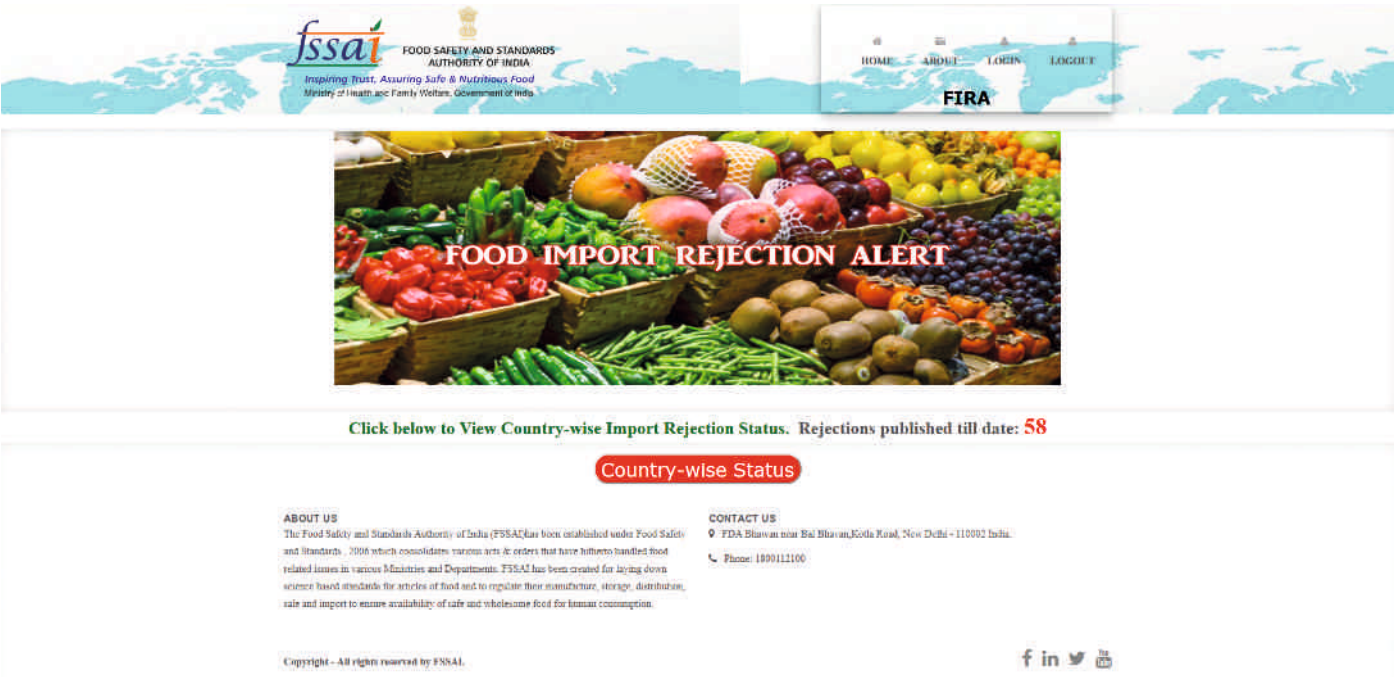 fssai
FOOD SAFETY AND STANDARDS
AUTHORITY OF INDIA
Inspiring Trust, Assuring Safe & Nutritious Food
Ministry of Health and Family Welfare, Government of India
HOME ABOUT LOGIN LOGOUT
FIRA
FOOD IMPORT REJECTION ALERT
Click below to View Country-wise Import Rejection Status. Rejections published till date: 58
Country-wise Status
ABOUT US
The Food Safety and Standards Authority of India (FSSAI)has been established under Food Safety
and Standards , 2006 which consolidates various acts & orders that have hitherto handled food
related issues in various Ministries and Departments. FSSAI has been created for laying down
science based standards for articles of food and to regulate their manufacture, storage, distribution,
sale and import to ensure availability of safe and wholesome food for human consumption.
CONTACT US
FDA Bhawan near Bal Bhavan,Kotla Road, New Delhi - 110002 India.
Phone: 1800112100
Copyright - All rights reserved by FSSAI.
f in You Tube